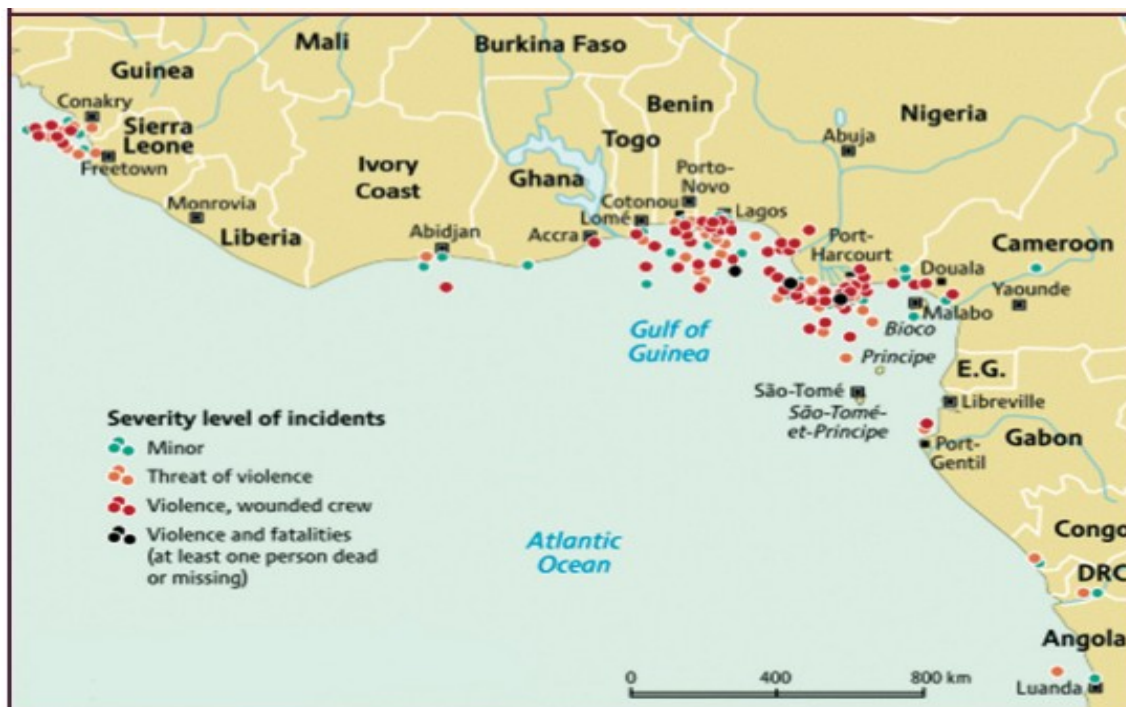 Mali
Burkina Faso
Guinea
Benin
Nigeria
Conakry
Sierra
Leone
Togo
Abuja
Freetown
Ivory
Coast
Ghana
Porto-
Novo
Cotonou
Lagos
Monrovia
Lomé
Liberia
Abidjan
Accra
Port-
Harcourt
Cameroon
Douala
Yaounde
Malabo
Bioco
Gulf of
Guinea
Principe
E.G.
São-Tomé
Libreville
São-Tomé-
et-Principe
Gabon
Port-
Gentil
Severity level of incidents
Minor
Threat of violence
Violence, wounded crew
Violence and fatalities
(at least one person dead
or missing)
Atlantic
Ocean
Congo
DRC
Angola
Luanda
0 400 800 km